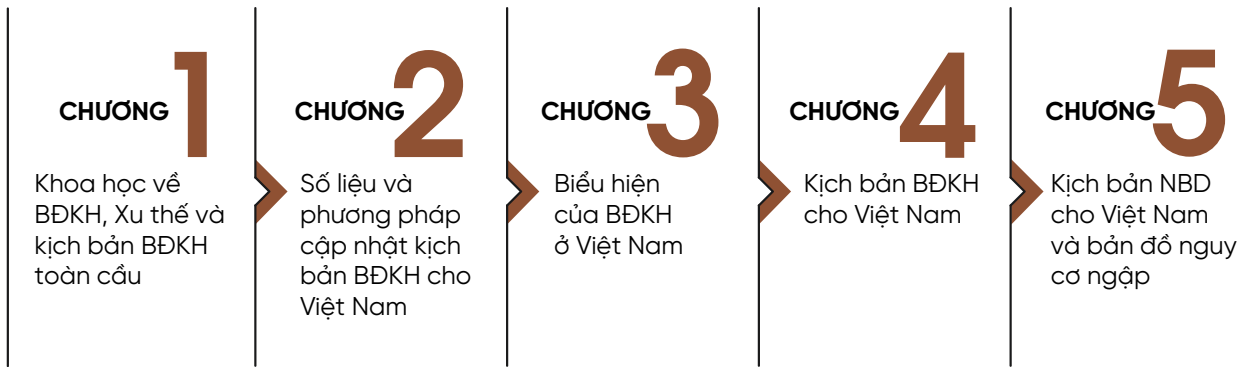 CHƯƠNG 1
Khoa học về
BĐKH, Xu thế và
kịch bản BĐKH
toàn cầu
CHƯƠNG 2
Số liệu và
phương pháp
cập nhật kịch
bản BĐKH cho
Việt Nam
CHƯƠNG 3
Biểu hiện
của BĐKH
ở Việt Nam
CHƯƠNG 4
Kịch bản BĐKH
cho Việt Nam
CHƯƠNG 5
Kịch bản NBD
cho Việt Nam
và bản đồ nguy
cơ ngập